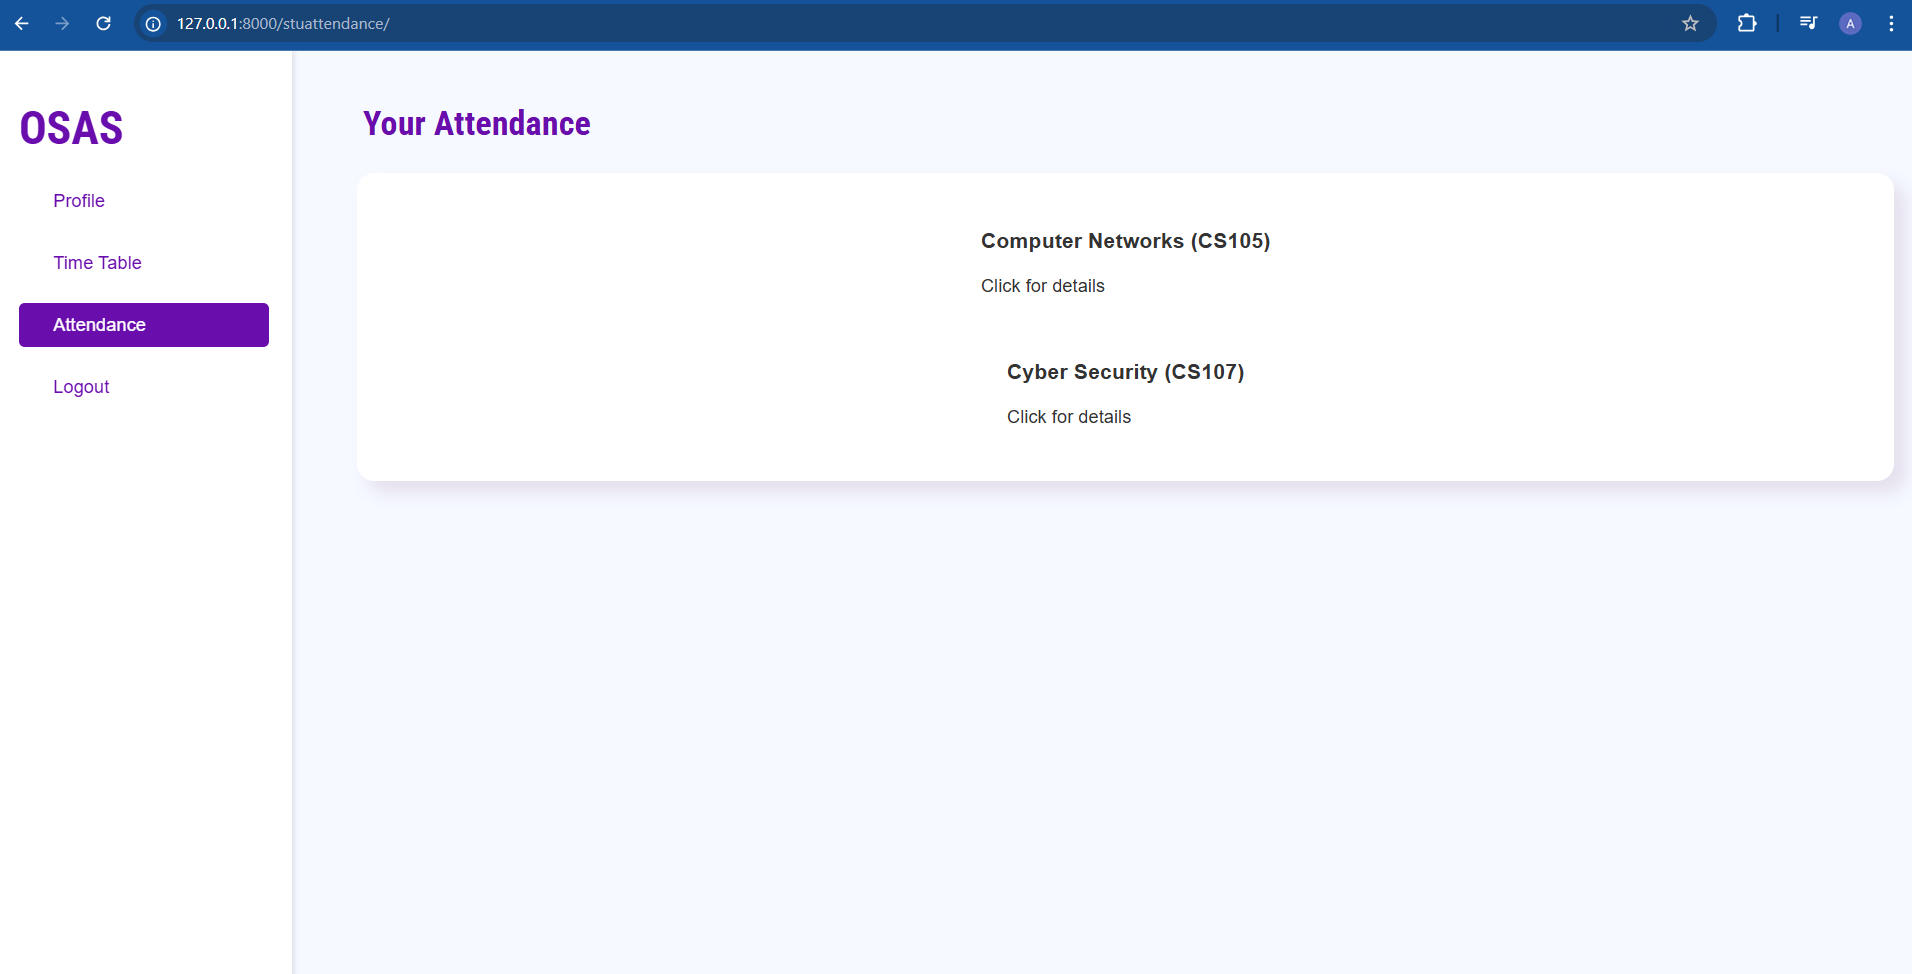 127.0.0.1:8000/stuattendance/
A
OSAS
Profile
Time Table
Attendance
Logout
Your Attendance
Computer Networks (CS105)
Click for details
Cyber Security (CS107)
Click for details